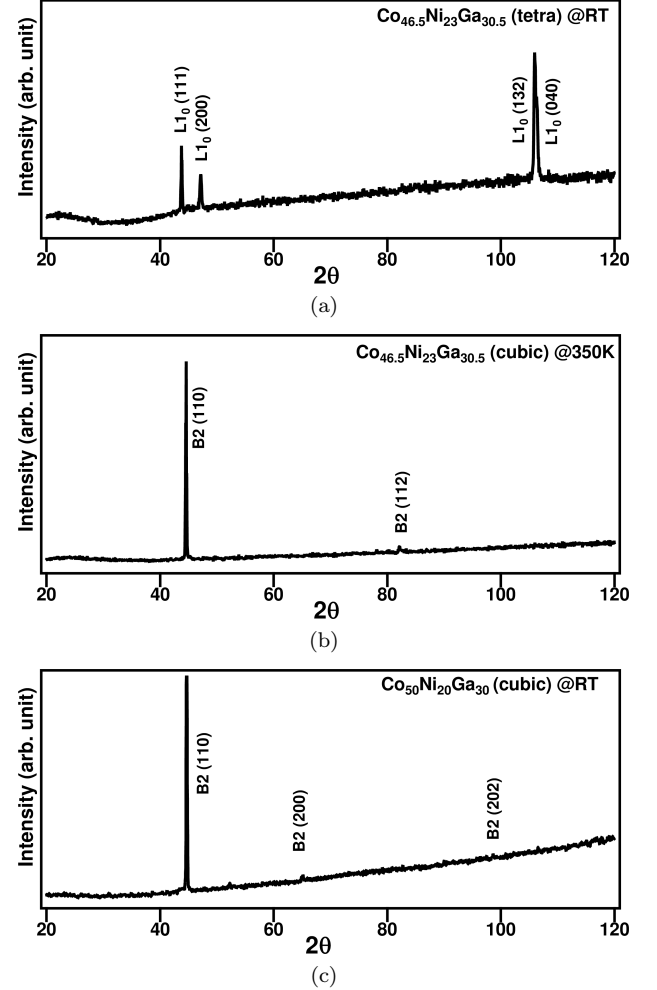 Co46.5Ni23Ga30.5 (tetra) @RT
Intensity (arb. unit)
L10 (111)
L10 (200)
L10 (132)
L10 (040)
20 40 60 80 100 120
2θ
(a)
Co46.5Ni23Ga30.5 (cubic) @350K
Intensity (arb. unit)
B2 (110)
B2 (112)
20 40 60 80 100 120
2θ
(b)
Co50Ni20Ga30 (cubic) @RT
Intensity (arb. unit)
B2 (110)
B2 (200)
B2 (202)
20 40 60 80 100 120
2θ
(c)